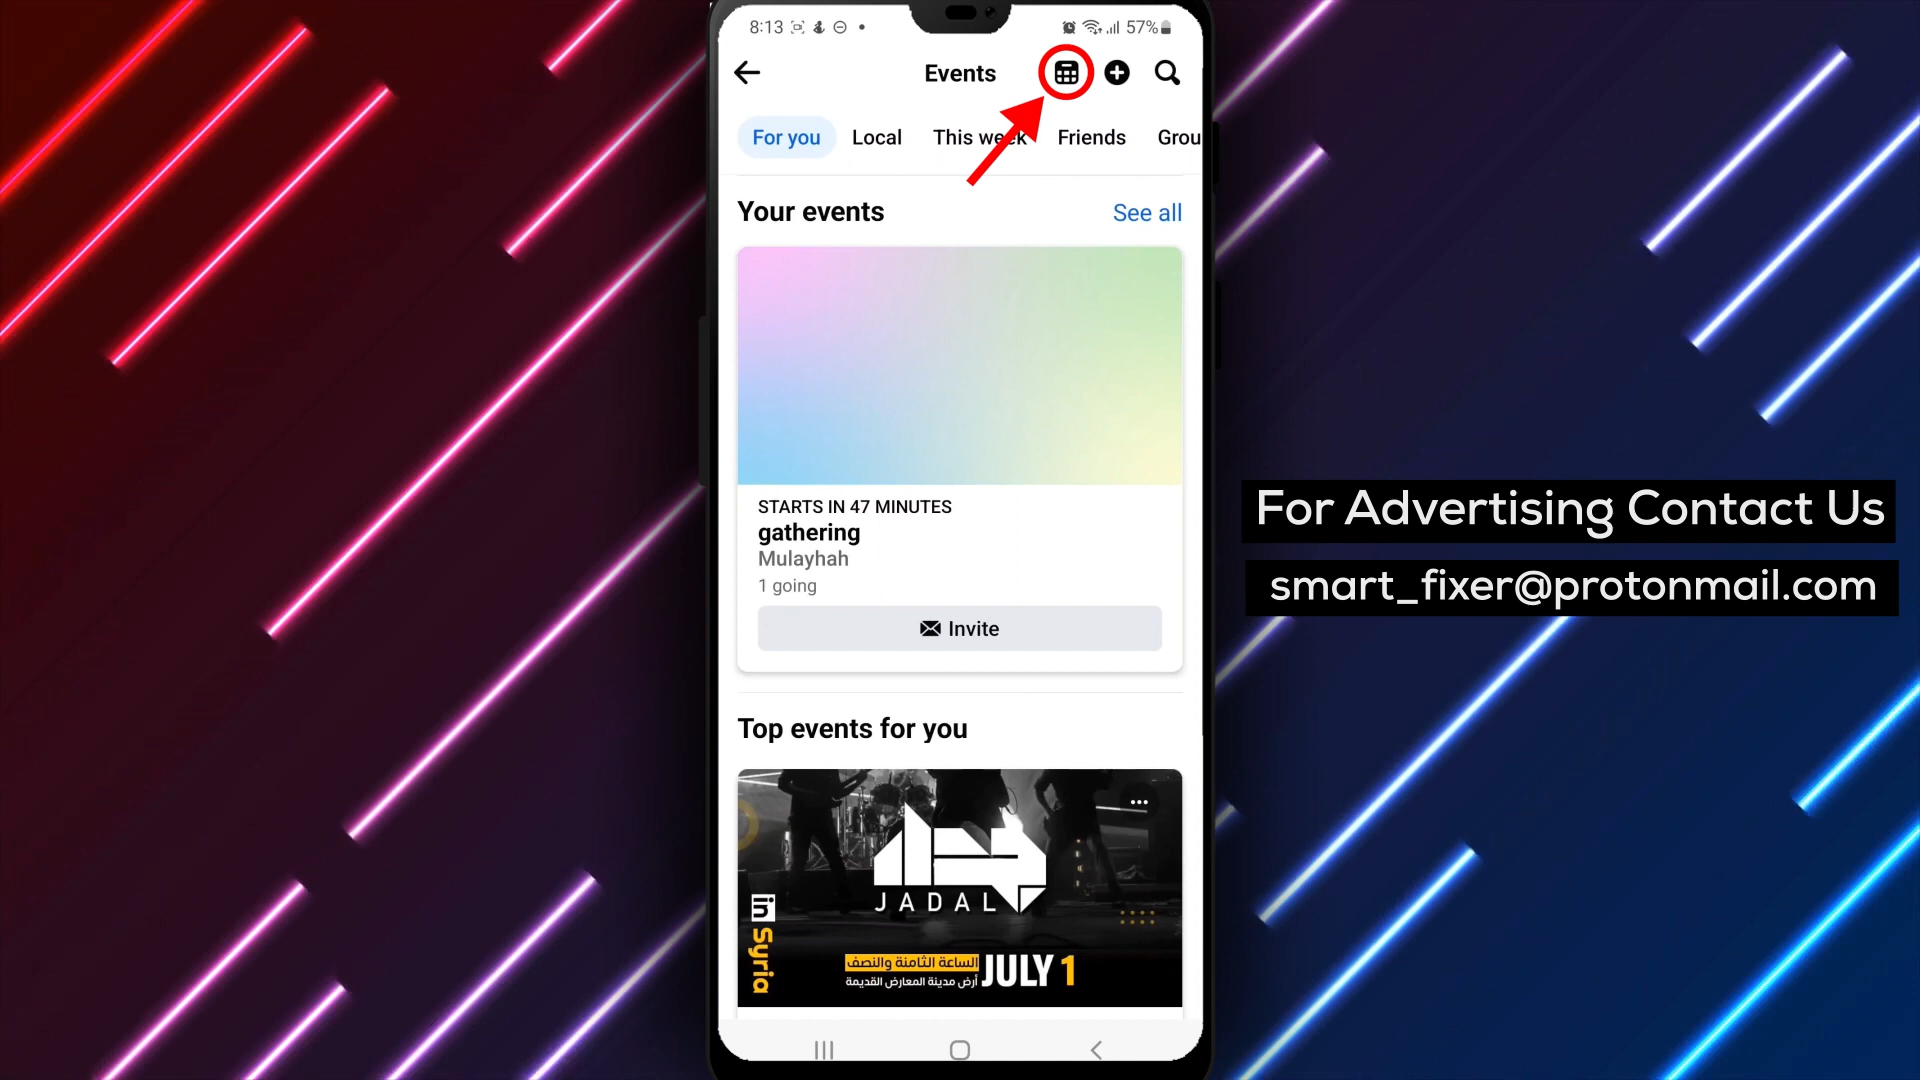 8:13
57%
Events
For you
Local
This week
Friends
Grou
Your events
See all
STARTS IN 47 MINUTES
gathering
Mulayhah
1 going
Invite
Top events for you
جدل
JADAL
in Syria
الساعة الثامنة والنصف
أرض مدينة المعارض القديمة
JULY 1
For Advertising Contact Us
smart_fixer@protonmail.com